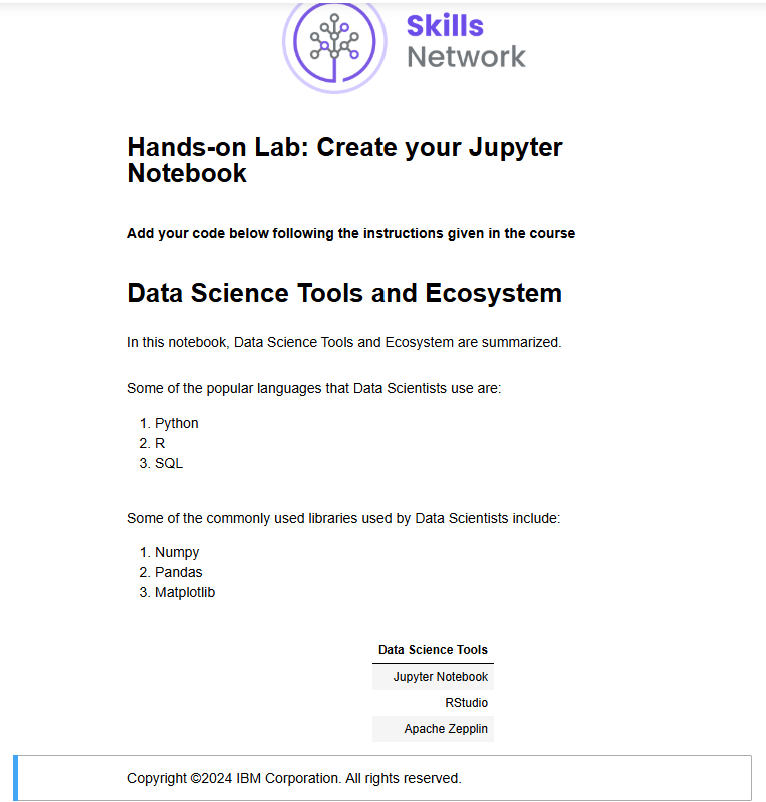 Skills
Network
Hands-on Lab: Create your Jupyter
Notebook
Add your code below following the instructions given in the course
Data Science Tools and Ecosystem
In this notebook, Data Science Tools and Ecosystem are summarized.
Some of the popular languages that Data Scientists use are:
1. Python
2. R
3. SQL
Some of the commonly used libraries used by Data Scientists include:
1. Numpy
2. Pandas
3. Matplotlib
Data Science Tools
Jupyter Notebook
RStudio
Apache Zepplin
Copyright ©2024 IBM Corporation. All rights reserved.